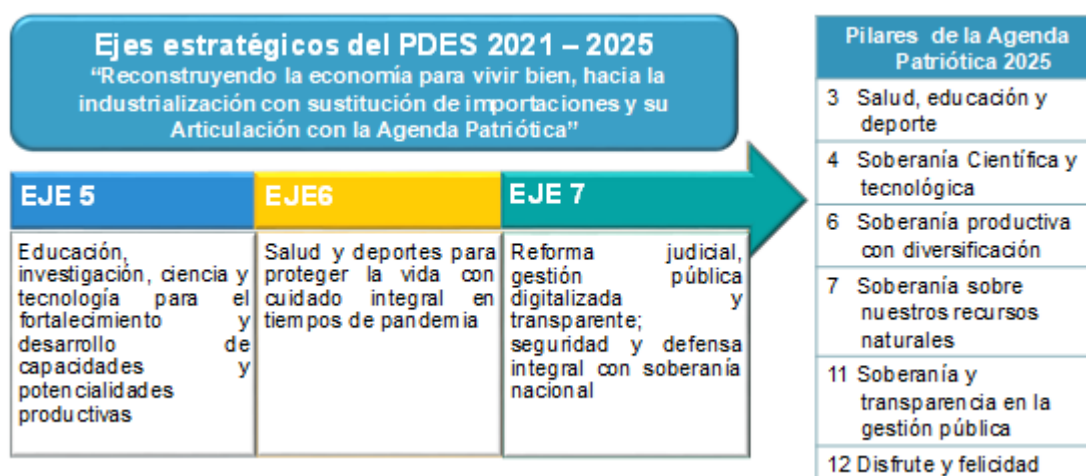 Ejes estratégicos del PDES 2021 – 2025
“Reconstruyendo la economía para vivir bien, hacia la
industrialización con sustitución de importaciones y su
Articulación con la Agenda Patriótica”
EJE 5
Educación,
investigación, ciencia y
tecnología para el
fortalecimiento y
desarrollo de
capacidades y
potencialidades
productivas
EJE6
Salud y deportes para
proteger la vida con
cuidado integral en
tiempos de pandemia
EJE 7
Reforma judicial,
gestión pública
digitalizada y
transparente;
seguridad y defensa
integral con soberanía
nacional
Pilares de la Agenda
Patriótica 2025
3 Salud, educación y
deporte
4 Soberanía Científica y
tecnológica
6 Soberanía productiva
con diversificación
7 Soberanía sobre
nuestros recursos
naturales
11 Soberanía y
transparencia en la
gestión pública
12 Disfrute y felicidad